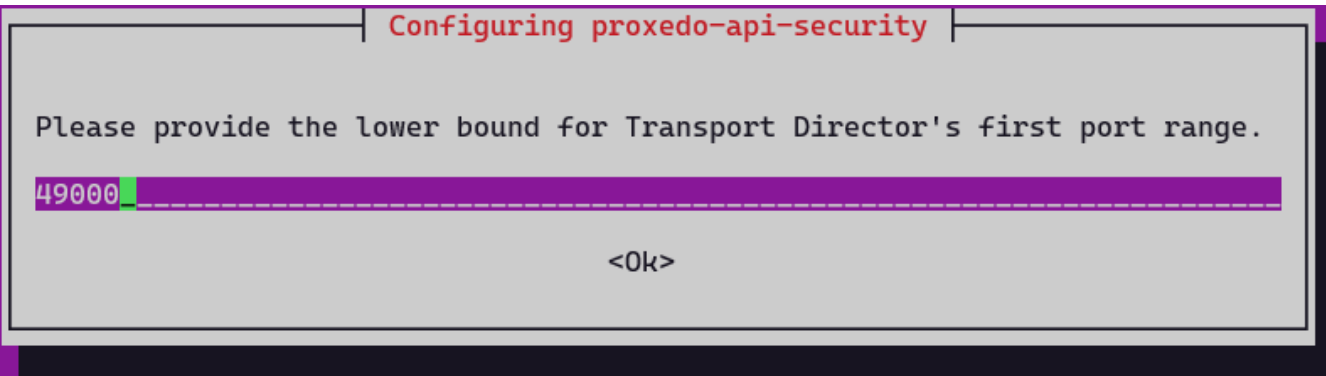 Configuring proxedo-api-security
Please provide the lower bound for Transport Director's first port range.
49000
<Ok>